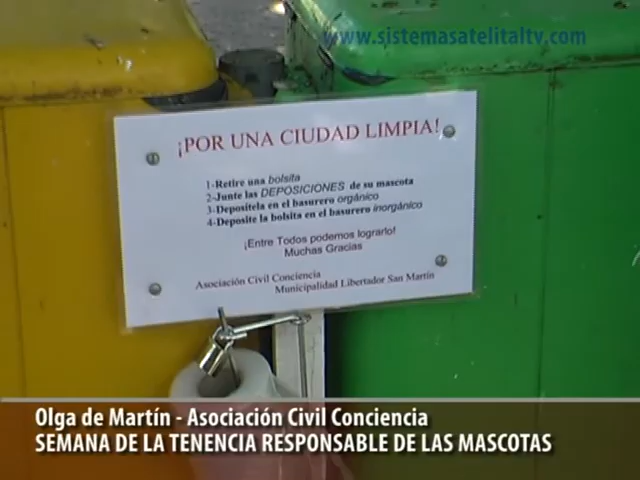 www.sistemasatelitaltv.com
¡POR UNA CIUDAD LIMPIA!
1-Retire una bolsita
2-Junte las DEPOSICIONES de su mascota
3-Deposítela en el basurero orgánico
4-Deposite la bolsita en el basurero inorgánico
¡Entre Todos podemos lograrlo!
Muchas Gracias
Asociación Civil Conciencia
Municipalidad Libertador San Martín
Olga de Martín - Asociación Civil Conciencia
SEMANA DE LA TENENCIA RESPONSABLE DE LAS MASCOTAS